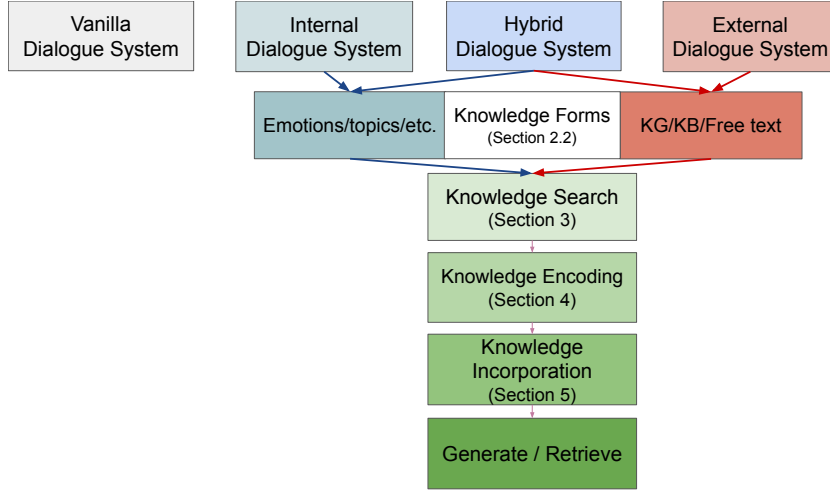 Vanilla
Dialogue System
Internal
Dialogue System
Hybrid
Dialogue System
External
Dialogue System
Emotions/topics/etc.
Knowledge Forms
(Section 2.2)
KG/KB/Free text
Knowledge Search
(Section 3)
Knowledge Encoding
(Section 4)
Knowledge
Incorporation
(Section 5)
Generate / Retrieve